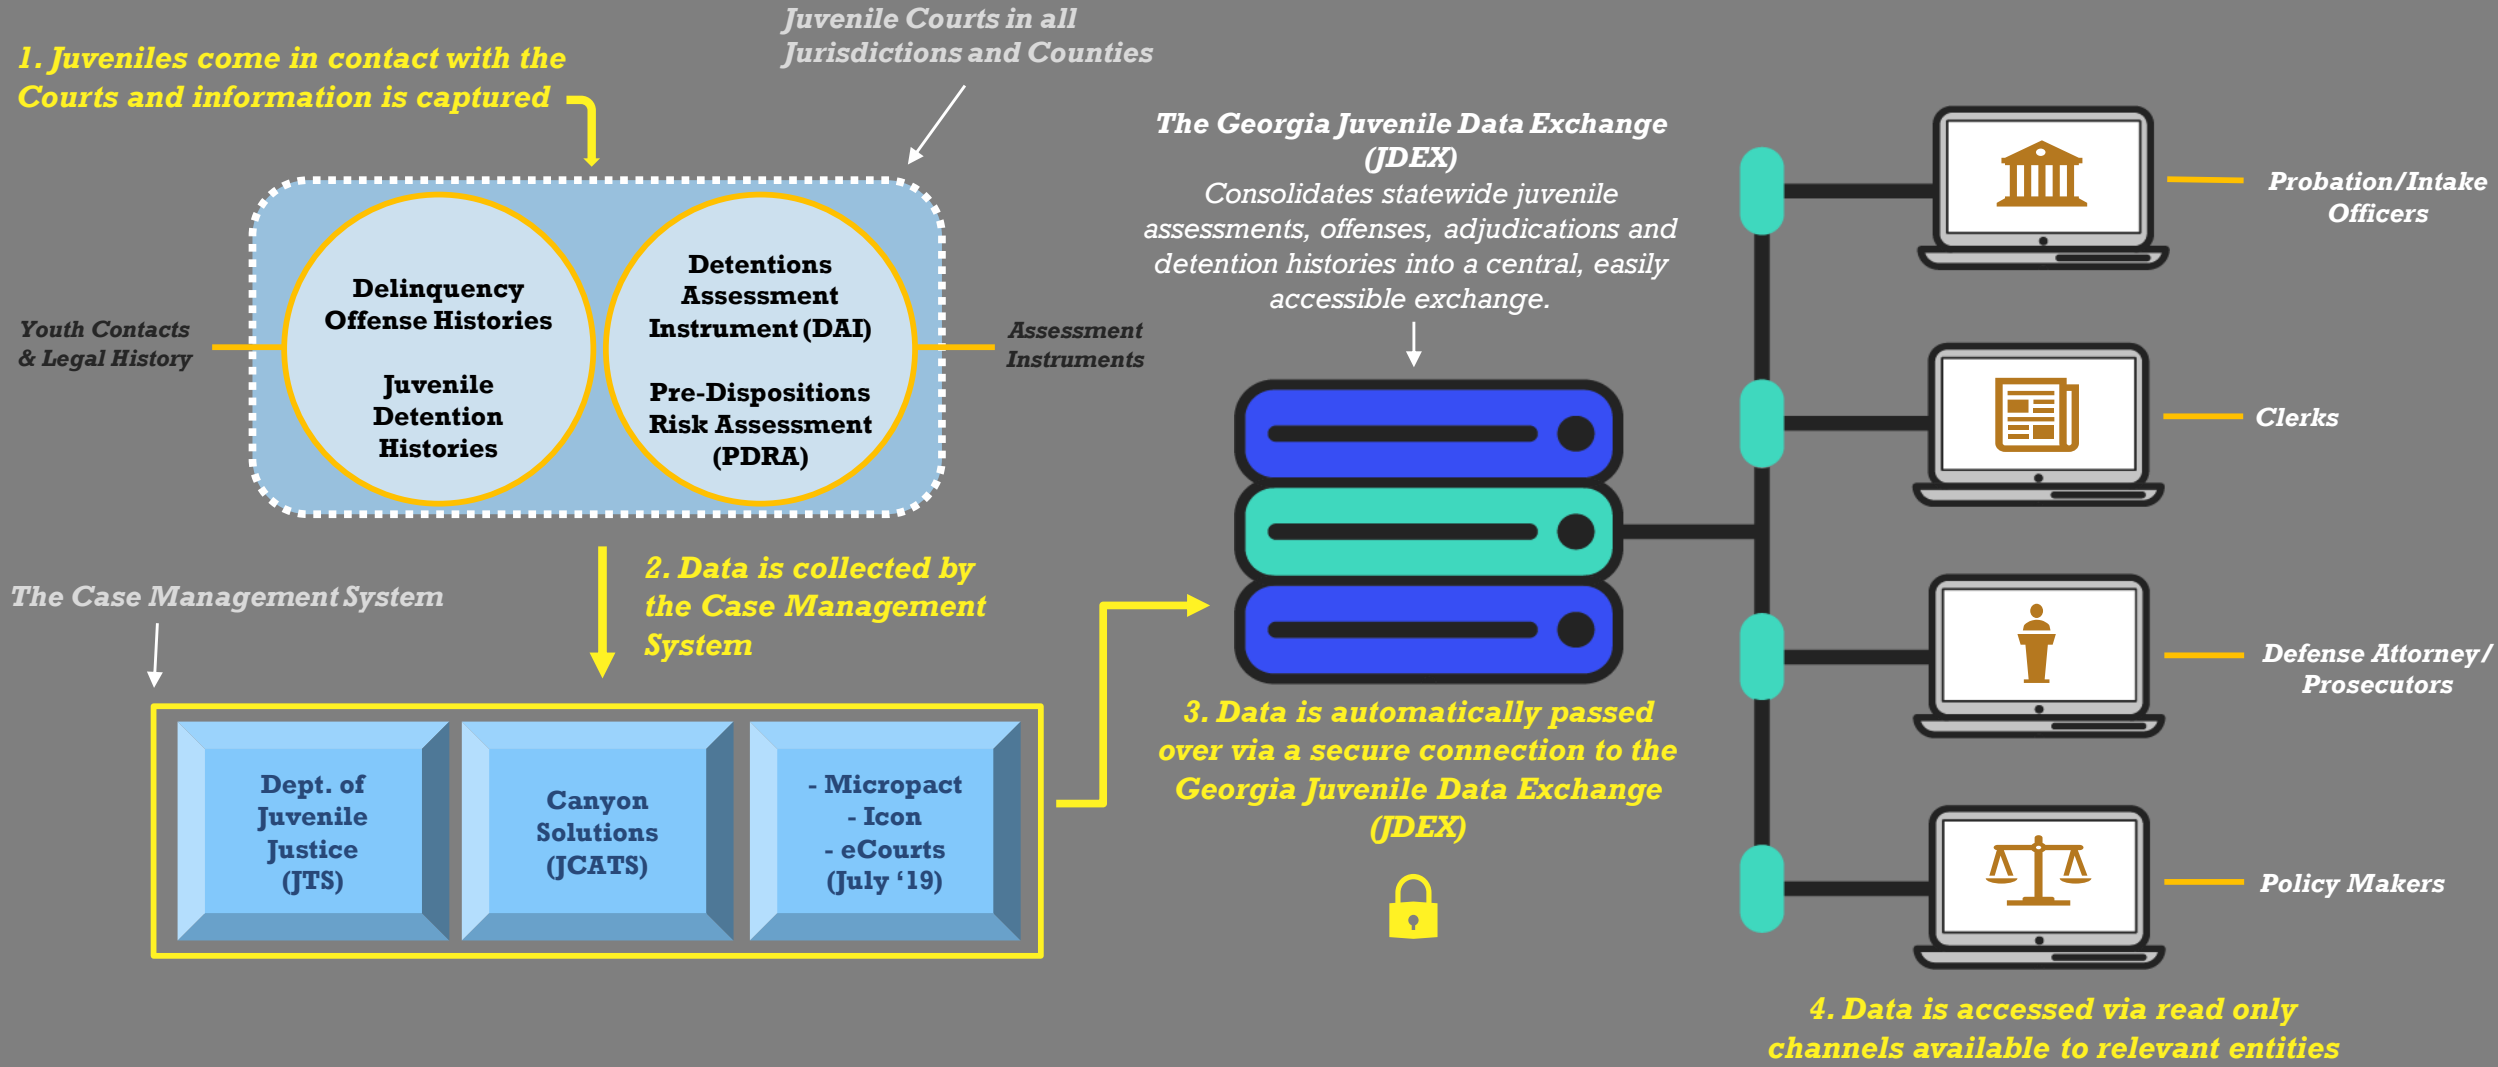 1. Juveniles come in contact with the
Courts and information is captured
Juvenile Courts in all
Jurisdictions and Counties
Youth Contacts
& Legal History
Delinquency
Offense Histories
Juvenile
Detention
Histories
Detentions
Assessment
Instrument (DAI)
Pre-Dispositions
Risk Assessment
(PDRA)
Assessment
Instruments
2. Data is collected by
the Case Management
System
The Case Management System
Dept. of
Juvenile
Justice
(JTS)
Canyon
Solutions
(JCATS)
- Micropact
- Icon
- eCourts
(July ‘19)
The Georgia Juvenile Data Exchange
(JDEX)
Consolidates statewide juvenile
assessments, offenses, adjudications and
detention histories into a central, easily
accessible exchange.
3. Data is automatically passed
over via a secure connection to the
Georgia Juvenile Data Exchange
(JDEX)
Probation/Intake
Officers
Clerks
Defense Attorney/
Prosecutors
Policy Makers
4. Data is accessed via read only
channels available to relevant entities